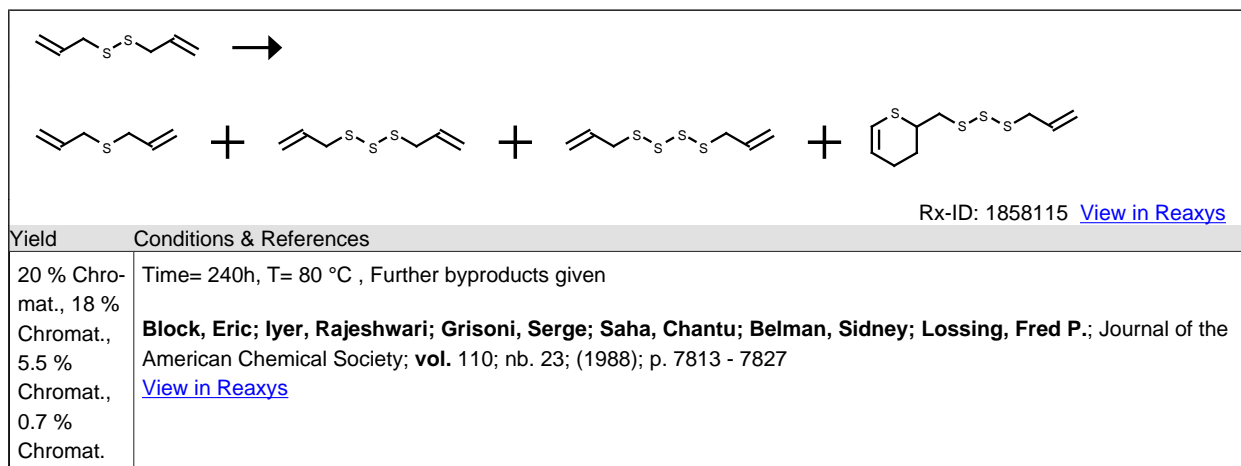 S S
S S S S S S S S S S S S
Rx-ID: 1858115 View in Reaxys
Yield Conditions & References
20 % Chro-
mat., 18 %
Chromat.,
5.5 %
Chromat.,
0.7 %
Chromat.
Time= 240h, T= 80 °C , Further byproducts given
Block, Eric; Iyer, Rajeshwari; Grisoni, Serge; Saha, Chantu; Belman, Sidney; Lossing, Fred P.; Journal of the
American Chemical Society; vol. 110; nb. 23; (1988); p. 7813 - 7827
View in Reaxys